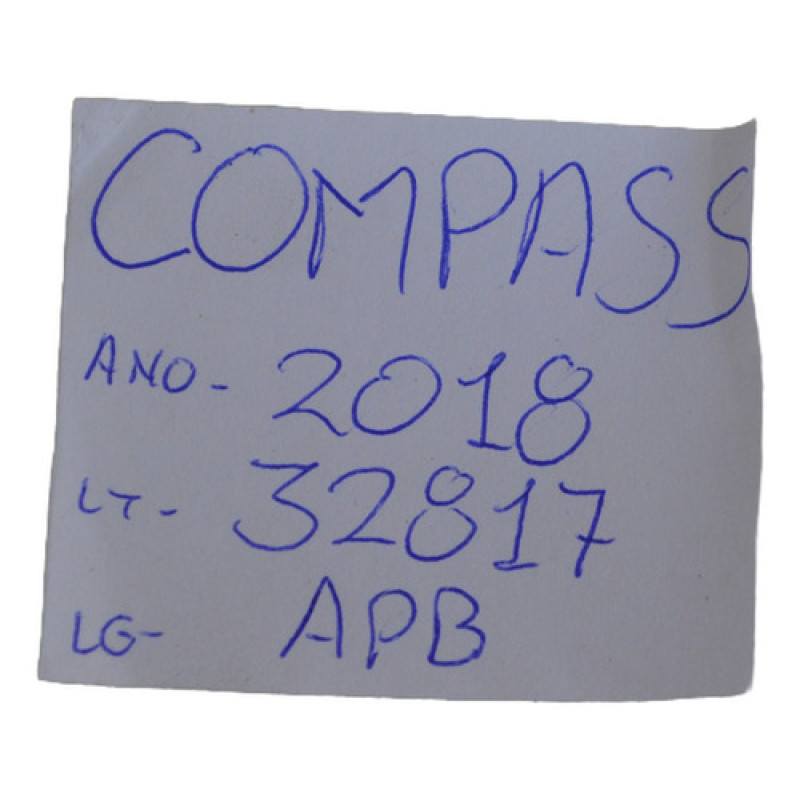 COMPASS
ANO- 2018
LT- 32817
LG- APB